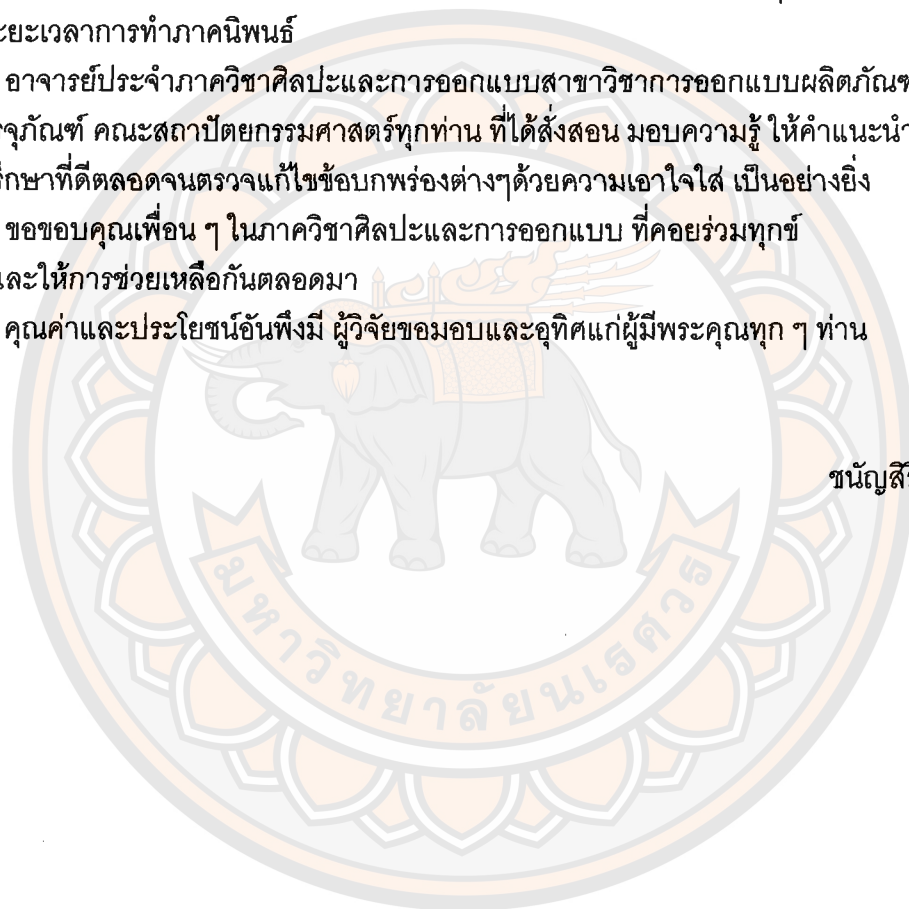 ระยะเวลาการทำภาคนิพนธ์
อาจารย์ประจำภาควิชาศิลปะและการออกแบบสาขาวิชาการออกแบบผลิตภัณฑ
รจุภัณฑ์ คณะสถาปัตยกรรมศาสตร์ทุกท่าน ที่ได้สั่งสอน มอบความรู้ ให้คำแนะนำ
รึกษาที่ดีตลอดจนตรวจแก้ไขข้อบกพร่องต่างๆด้วยความเอาใจใส่ เป็นอย่างยิ่ง
ขอขอบคุณเพื่อน ๆ ในภาควิชาศิลปะและการออกแบบ ที่คอยร่วมทุกข์
และให้การช่วยเหลือกันตลอดมา
คุณค่าและประโยชน์อันพึงมี ผู้วิจัยขอมอบและอุทิศแก่ผู้มีพระคุณทุก ๆ ท่าน
ชนัญสิริ
มหาวิทยาลัยนเรศวร